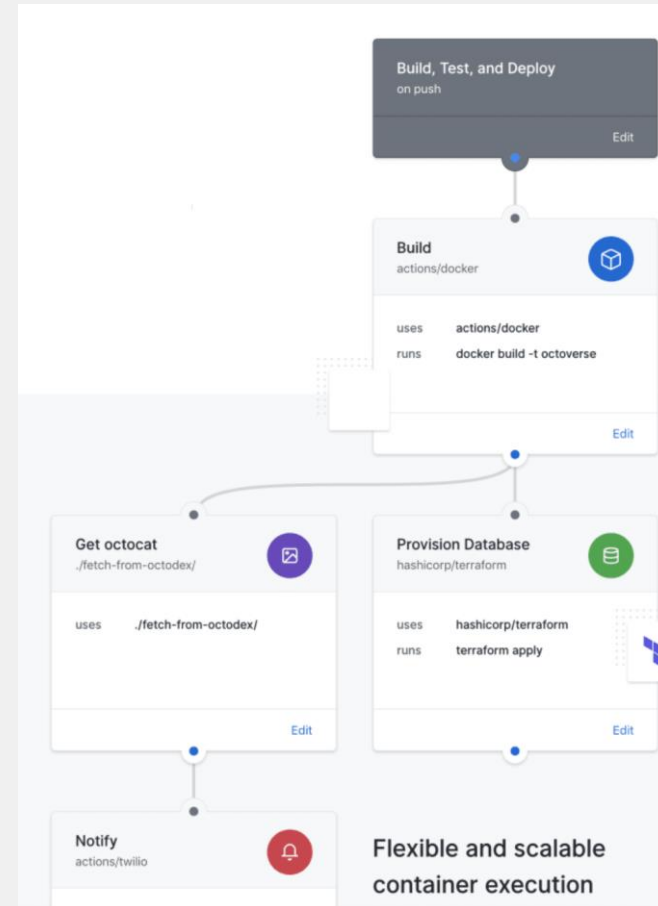 Build, Test, and Deploy
on push
Edit
Build
actions/docker
uses actions/docker
runs docker build -t octoverse
Edit
Get octocat
./fetch-from-octodex/
uses ./fetch-from-octodex/
Edit
Provision Database
hashicorp/terraform
uses hashicorp/terraform
runs terraform apply
Edit
Notify
actions/twilio
Flexible and scalable
container execution